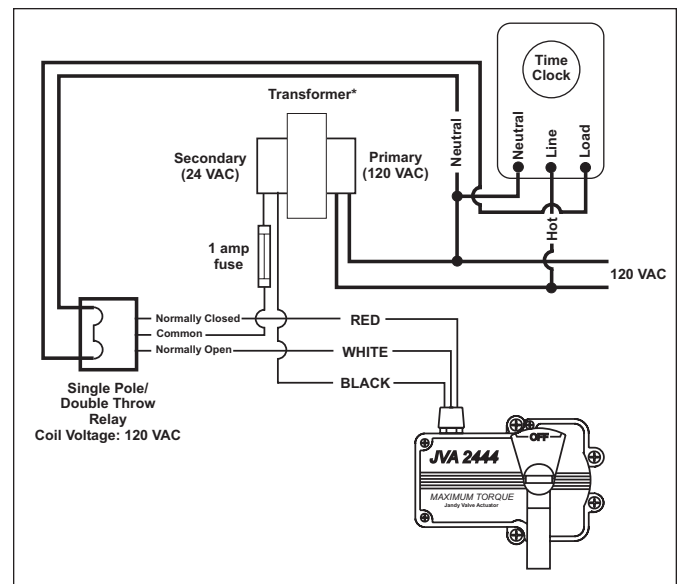 Time
Clock
Neutral
Line
Load
Transformer*
Secondary
(24 VAC)
Primary
(120 VAC)
Neutral
Hot
1 amp
fuse
120 VAC
Normally Closed
Common
Normally Open
RED
WHITE
BLACK
Single Pole/
Double Throw
Relay
Coil Voltage: 120 VAC
OFF
JVA 2444
MAXIMUM TORQUE
Jandy Valve Actuator